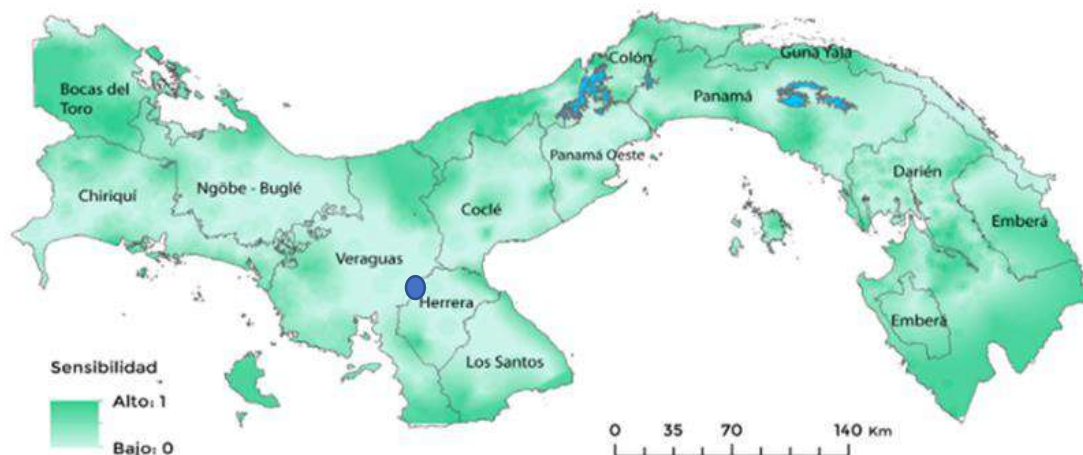 Bocas del
Toro
Chiriquí
Ngöbe - Buglé
Veraguas
Herrera
Los Santos
Coclé
Panamá Oeste
Colón
Panamá
Guna Yala
Darién
Emberá
Emberá
Sensibilidad
Alto: 1
Bajo: 0
0 35 70 140 Km